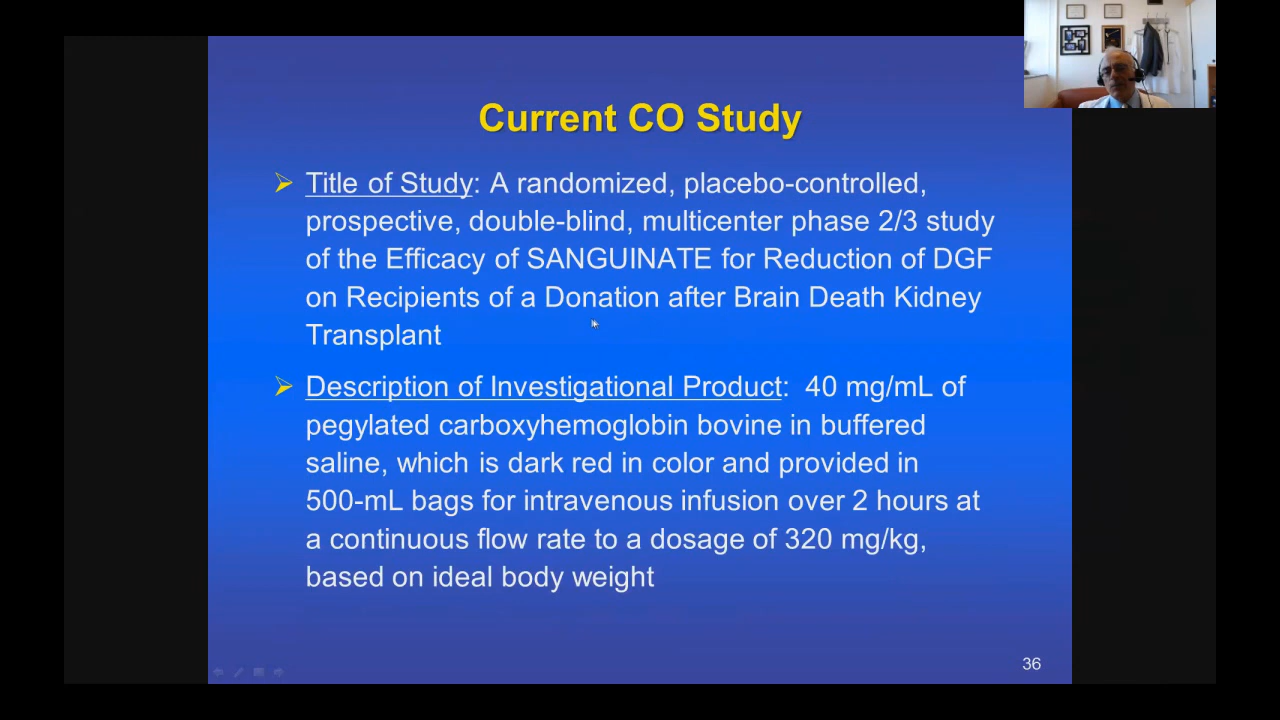 Current CO Study
Title of Study: A randomized, placebo-controlled,
prospective, double-blind, multicenter phase 2/3 study
of the Efficacy of SANGUINATE for Reduction of DGF
on Recipients of a Donation after Brain Death Kidney
Transplant
Description of Investigational Product: 40 mg/mL of
pegylated carboxyhemoglobin bovine in buffered
saline, which is dark red in color and provided in
500-mL bags for intravenous infusion over 2 hours at
a continuous flow rate to a dosage of 320 mg/kg,
based on ideal body weight
36